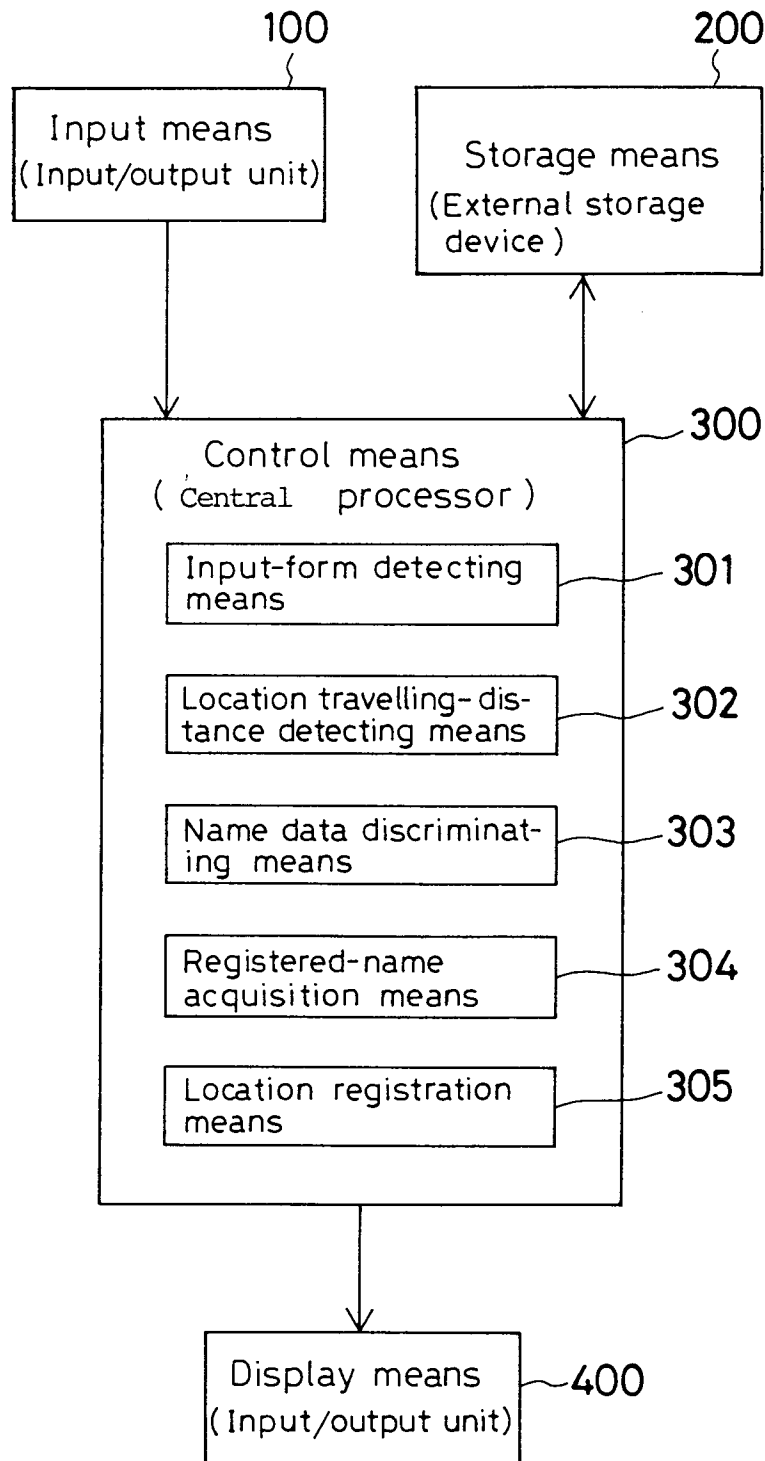 100
200
Input means
(Input/output unit)
Storage means
(External storage
device)
300
Control means
(Central processor)
Input-form detecting
means
301
Location travelling-dis-
tance detecting means
302
Name data discriminat-
ing means
303
Registered-name
acquisition means
304
Location registration
means
305
Display means
(Input/output unit)
400